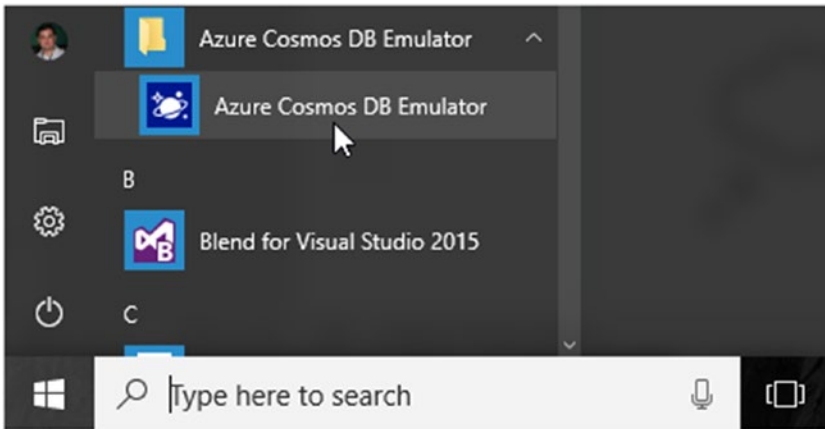 Azure Cosmos DB Emulator
Azure Cosmos DB Emulator
B
Blend for Visual Studio 2015
C
Type here to search